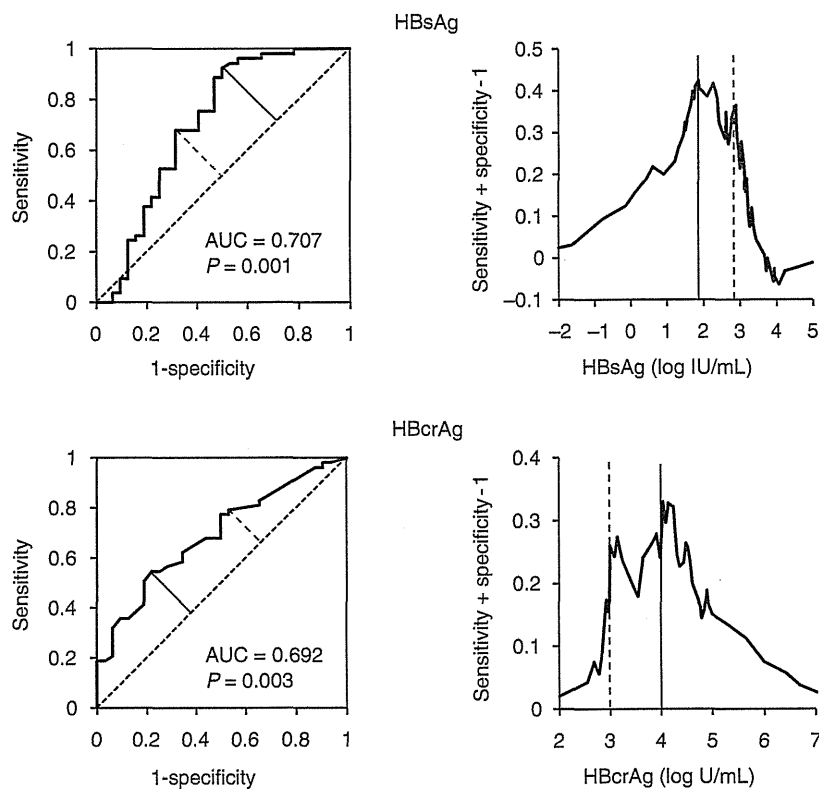 HBsAg
1
0.8
0.6
0.4
0.2
0
Sensitivity
AUC = 0.707
P = 0.001
0 0.2 0.4 0.6 0.8 1
1-specificity
0.5
0.4
0.3
0.2
0.1
0
–0.1
Sensitivity + specificity-1
–2 –1 0 1 2 3 4 5
HBsAg (log IU/mL)
HBcrAg
1
0.8
0.6
0.4
0.2
0
Sensitivity
AUC = 0.692
P = 0.003
0 0.2 0.4 0.6 0.8 1
1-specificity
0.4
0.3
0.2
0.1
0
Sensitivity + specificity-1
2 3 4 5 6 7
HBcrAg (log U/mL)